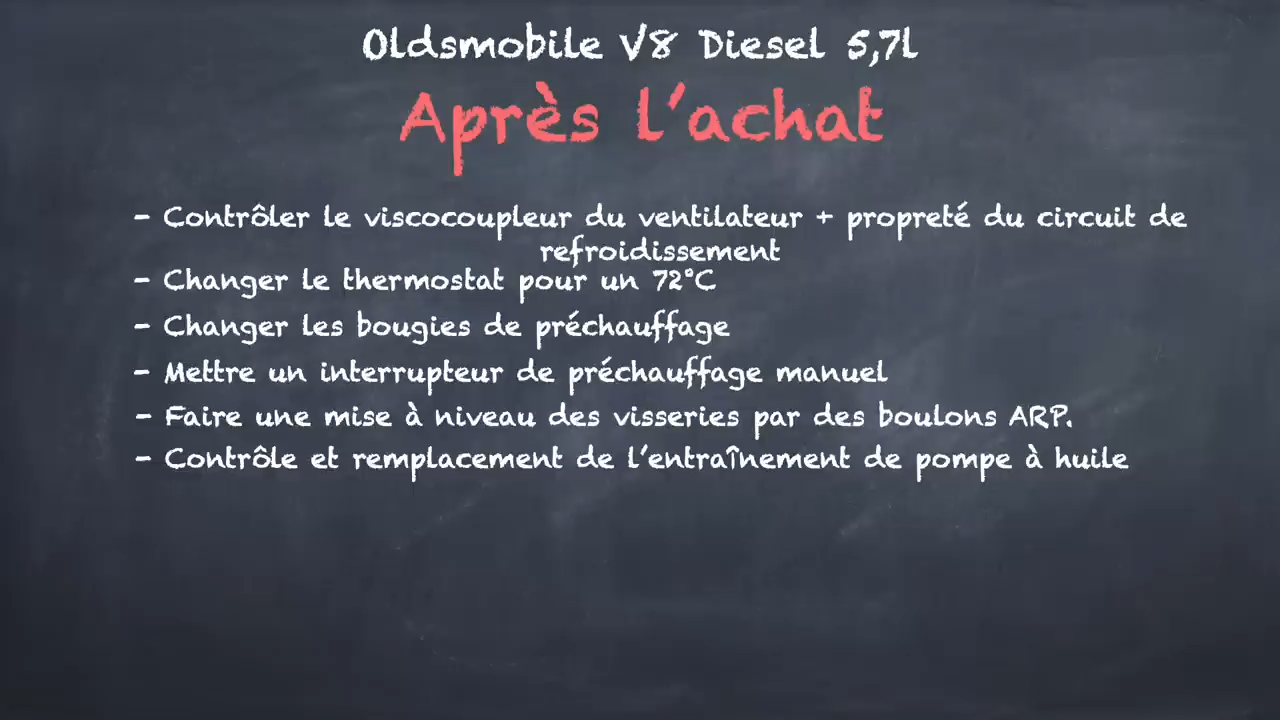 Oldsmobile V8 Diesel 5,7l
Après l'achat
- Contrôler le viscocoupleur du ventilateur + propreté du circuit de
refroidissement
- Changer le thermostat pour un 72°C
- Changer les bougies de préchauffage
- Mettre un interrupteur de préchauffage manuel
- Faire une mise à niveau des visseries par des boulons ARP.
- Contrôle et remplacement de l'entraînement de pompe à huile